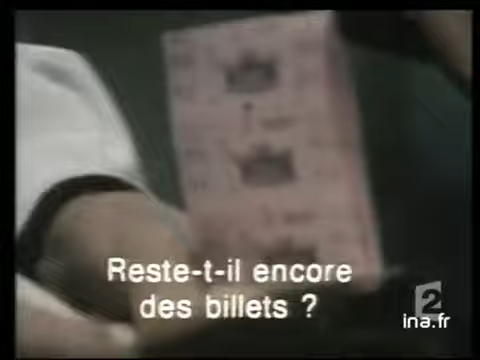 Reste-t-il encore
des billets ?
2
ina.fr